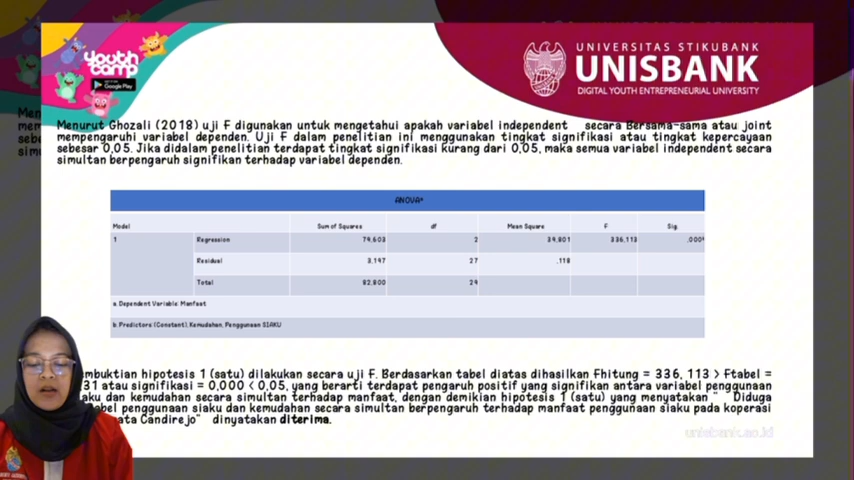 Youth
Camp
Google Play
UNIVERSITAS STIKUBANK
UNISBANK
DIGITAL YOUTH ENTREPRENEURIAL UNIVERSITY
Menurut Ghozali (2018) uji F digunakan untuk mengetahui apakah variabel independent secara Bersama-sama atau joint
mempengaruhi variabel dependen. Uji F dalam penelitian ini menggunakan tingkat signifikasi atau tingkat kepercayaan
sebesar 0,05. Jika didalam penelitian terdapat tingkat signifikasi kurang dari 0,05, maka semua variabel independent secara
simultan berpengaruh signifikan terhadap variabel dependen.
ANOVAᵃ
Model Sum of Squares df Mean Square F Sig.
1 Regression 79,603 2 39,801 336,113 ,000ᵇ
Residual 3,197 27 ,118
Total 82,800 29
a. Dependent Variable: Manfaat
b. Predictors: (Constant), Kemudahan, Penggunaan SIAKU
embuktian hipotesis 1 (satu) dilakukan secara uji F. Berdasarkan tabel diatas dihasilkan Fhitung = 336, 113 > Ftabel =
31 atau signifikasi = 0,000 < 0,05, yang berarti terdapat pengaruh positif yang signifikan antara variabel penggunaan
aku dan kemudahan secara simultan terhadap manfaat, dengan demikian hipotesis 1 (satu) yang menyatakan " Diduga
abel penggunaan siaku dan kemudahan secara simultan berpengaruh terhadap manfaat penggunaan siaku pada koperasi
ata Candirejo" dinyatakan diterima.
unisbank.ac.id